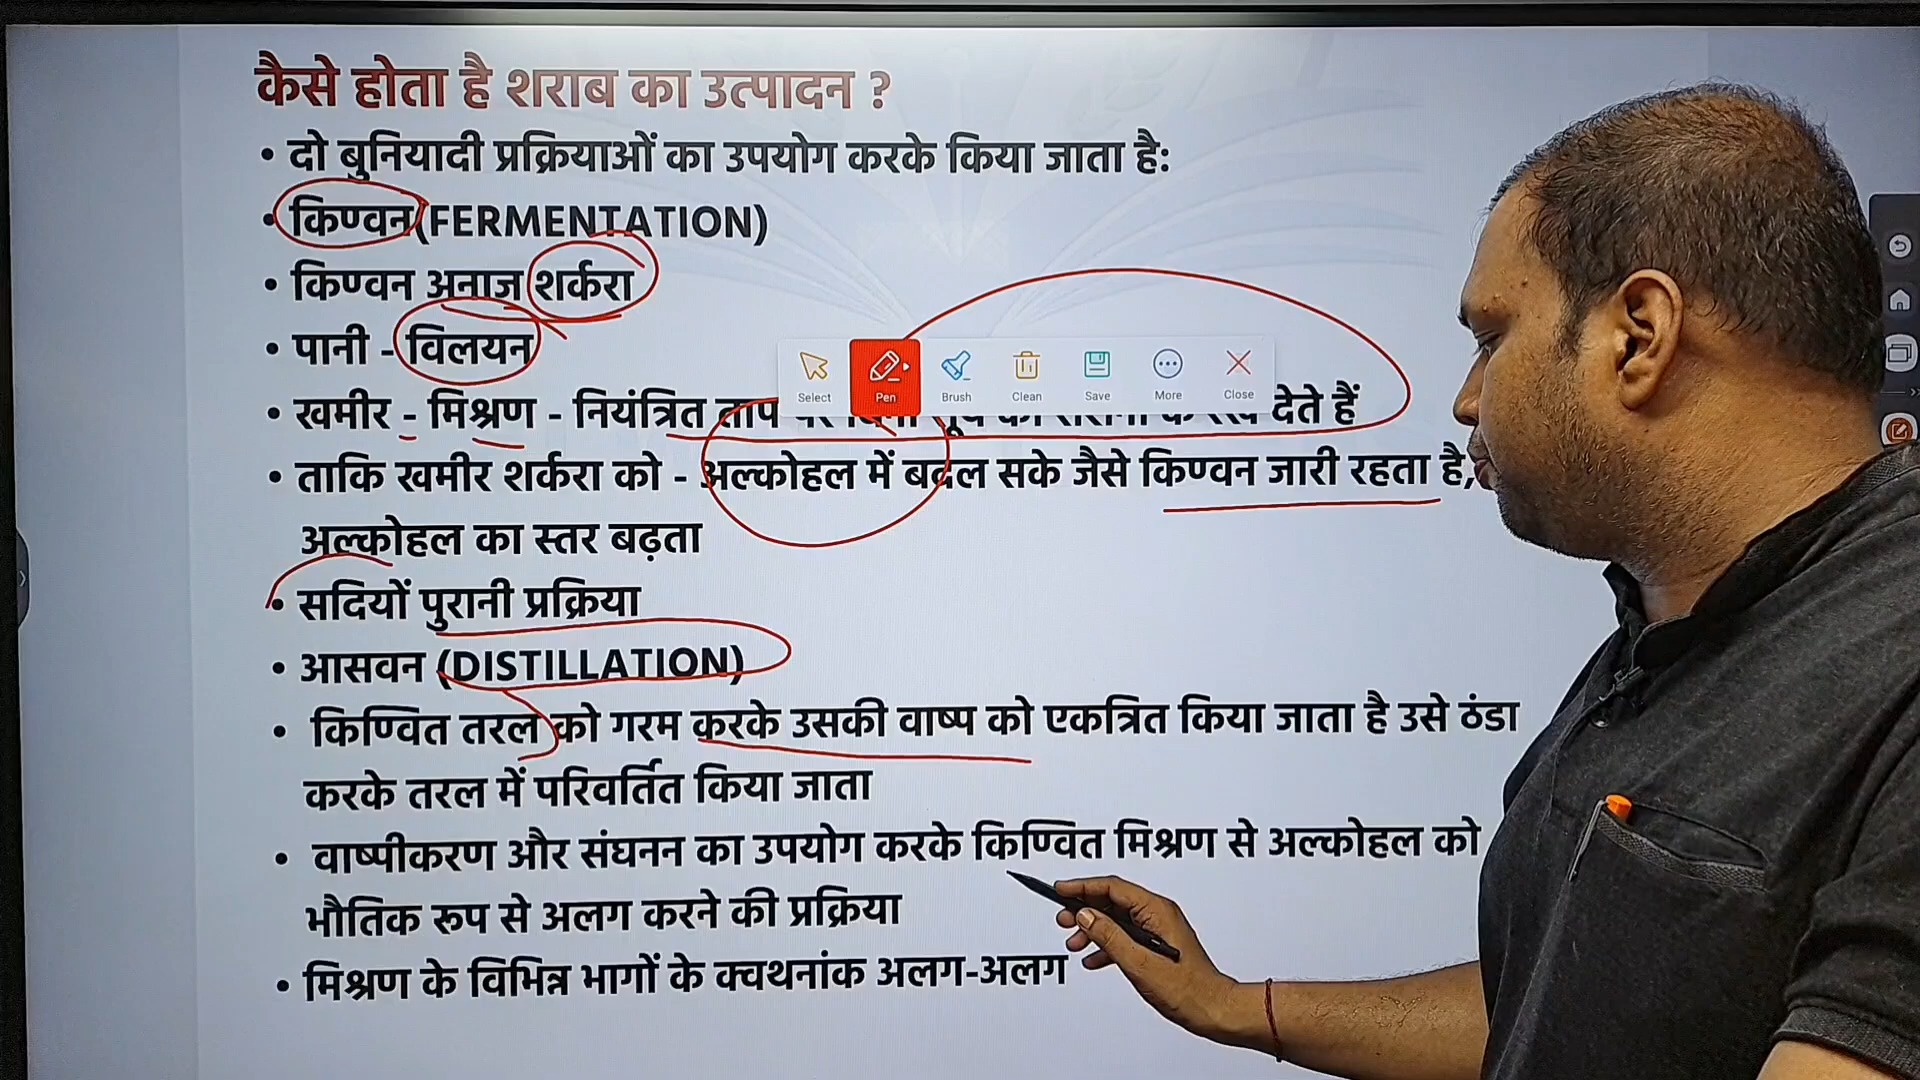 कैसे होता है शराब का उत्पादन ?
• दो बुनियादी प्रक्रियाओं का उपयोग करके किया जाता है:
• किण्वन(FERMENTATION)
• किण्वन अनाज शर्करा
• पानी - विलयन
Select Pen Brush Clean Save More Close
• खमीर - मिश्रण - नियंत्रित ताप देते हैं
• ताकि खमीर शर्करा को - अल्कोहल में बदल सके जैसे किण्वन जारी रहता है,
अल्कोहल का स्तर बढ़ता
• सदियों पुरानी प्रक्रिया
• आसवन (DISTILLATION)
• किण्वित तरल को गरम करके उसकी वाष्प को एकत्रित किया जाता है उसे ठंडा
करके तरल में परिवर्तित किया जाता
• वाष्पीकरण और संघनन का उपयोग करके किण्वित मिश्रण से अल्कोहल को
भौतिक रूप से अलग करने की प्रक्रिया
• मिश्रण के विभिन्न भागों के क्वथनांक अलग-अलग